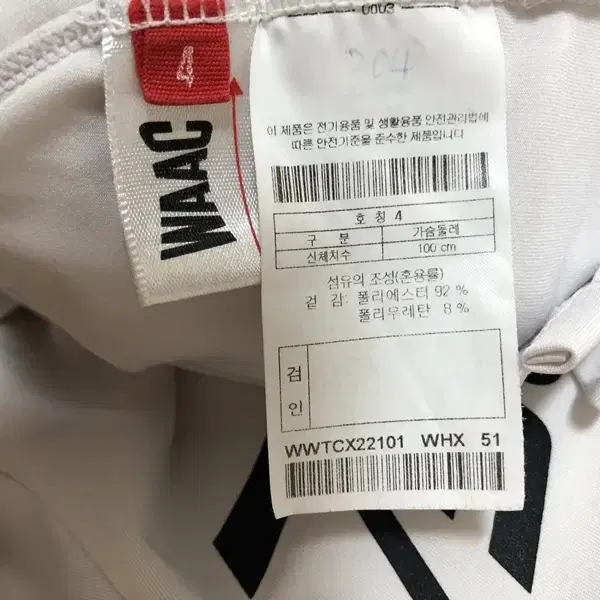 4
WAAC
0003
204
이 제품은 전기용품 및 생활용품 안전관리법에
따른 안전기준을 준수한 제품입니다
호 칭 4
구 분 가슴둘레
신체치수 100 cm
섬유의 조성(혼용률)
겉 감: 폴리에스터 92 %
폴리우레탄 8 %
검
인
WWTCX22101 WHX 51